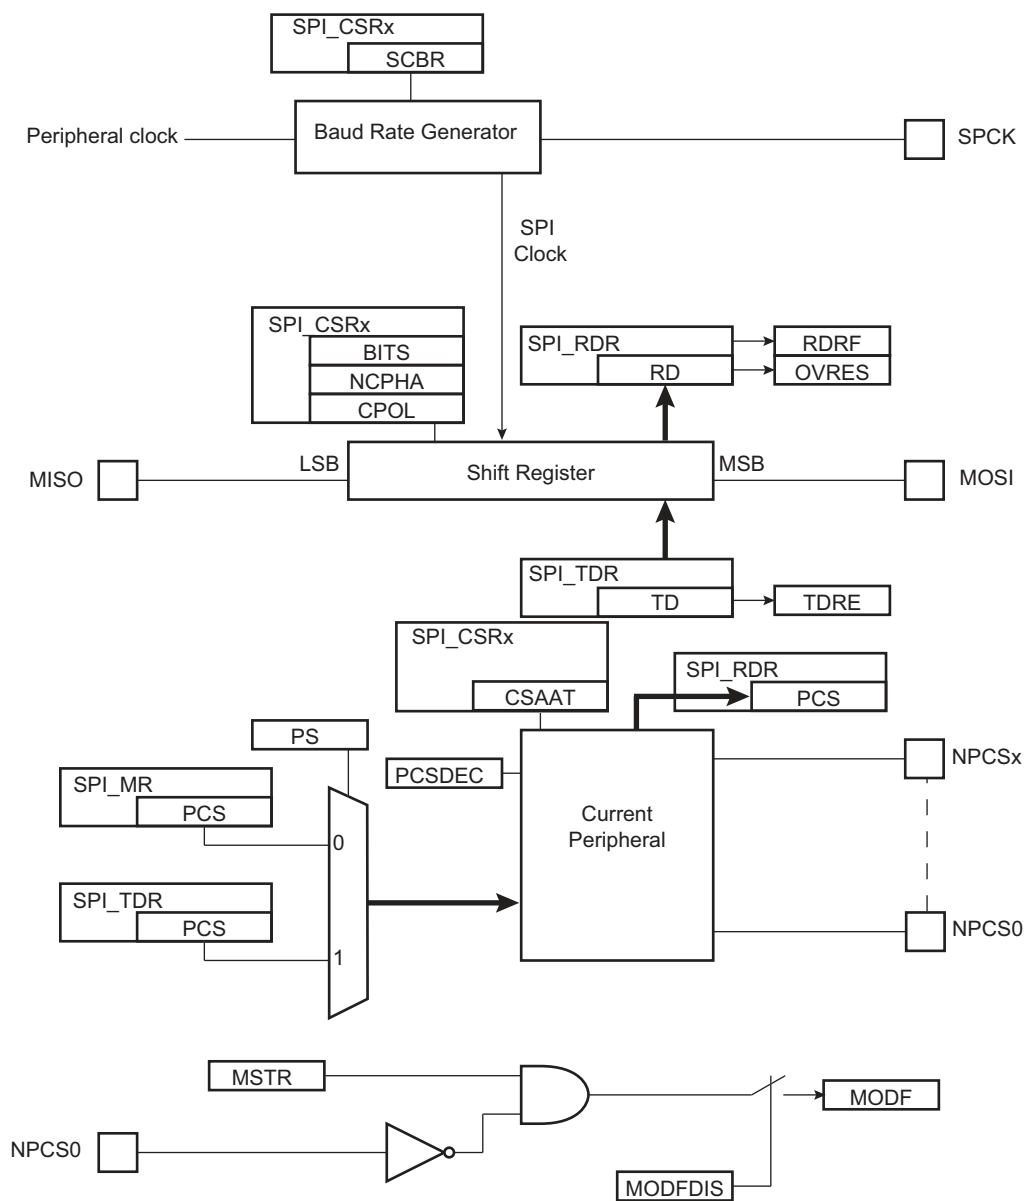 SPI_CSRx
SCBR
Peripheral clock
Baud Rate Generator
SPCK
SPI
Clock
SPI_CSRx
BITS
NCPHA
CPOL
SPI_RDR
RD
RDRF
OVRES
MISO
LSB
Shift Register
MSB
MOSI
SPI_TDR
TD
TDRE
SPI_CSRx
CSAAT
SPI_RDR
PCS
PS
PCSDEC
NPCSx
SPI_MR
PCS
0
Current
Peripheral
SPI_TDR
PCS
1
NPCS0
MSTR
MODF
NPCS0
MODFDIS